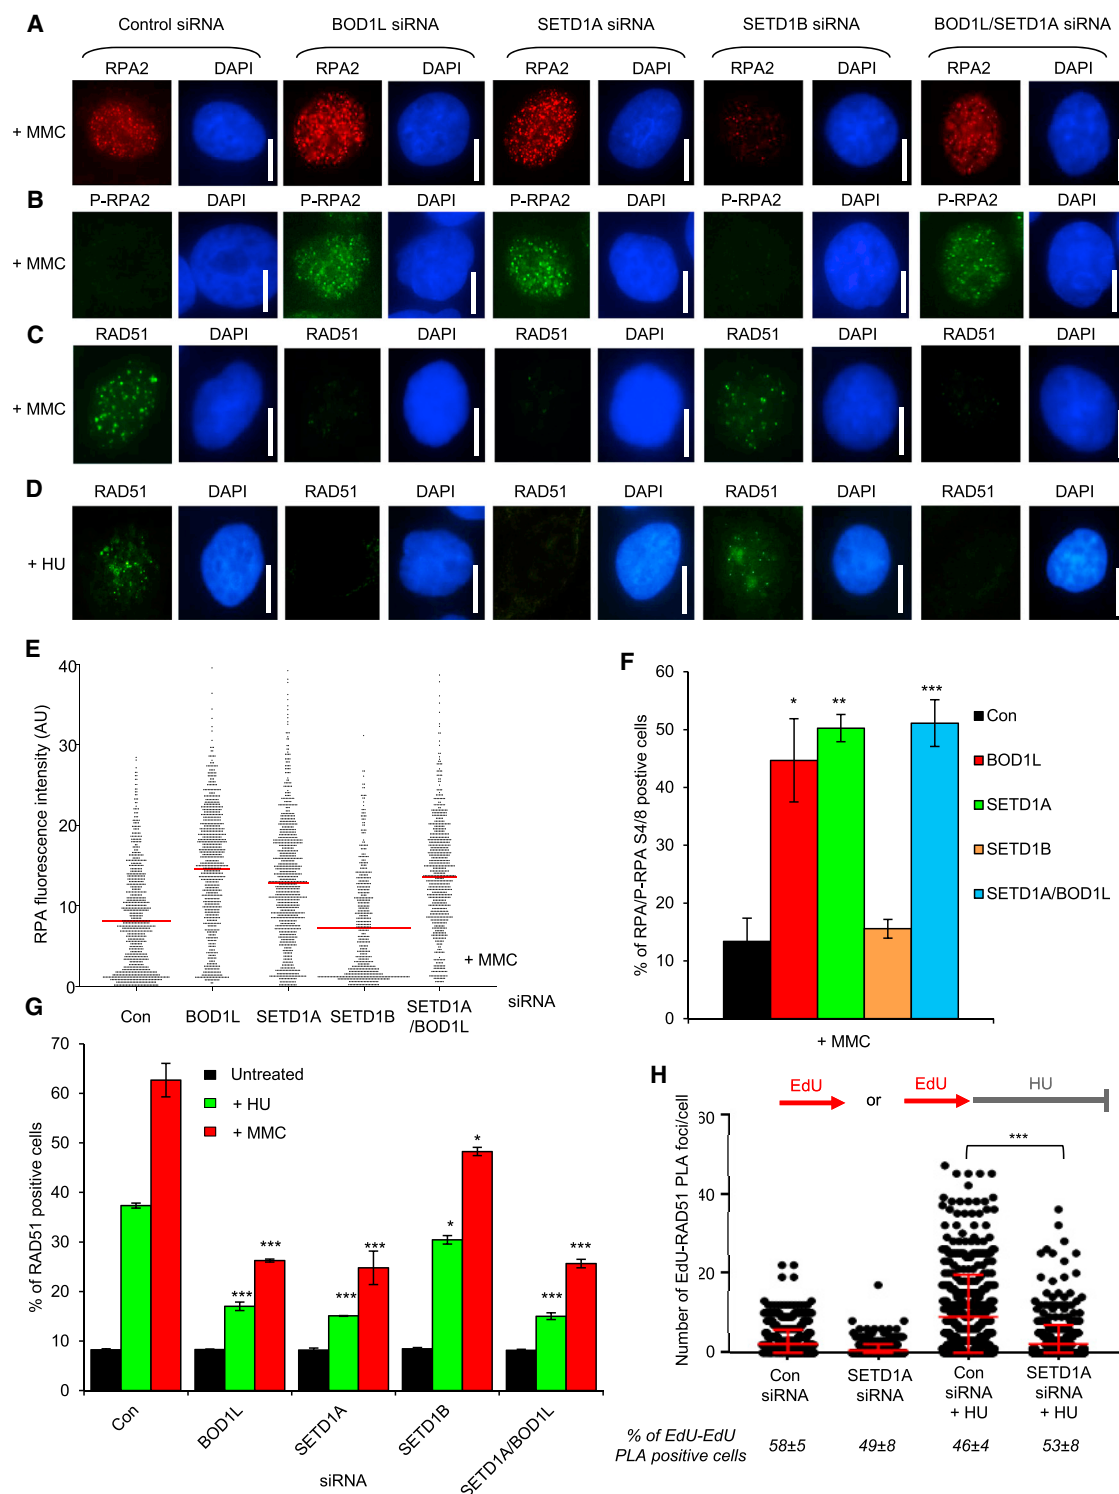 A
Control siRNA
BOD1L siRNA
SETD1A siRNA
SETD1B siRNA
BOD1L/SETD1A siRNA
RPA2 DAPI RPA2 DAPI RPA2 DAPI RPA2 DAPI RPA2 DAPI
+ MMC
B
P-RPA2 DAPI P-RPA2 DAPI P-RPA2 DAPI P-RPA2 DAPI P-RPA2 DAPI
+ MMC
C
RAD51 DAPI RAD51 DAPI RAD51 DAPI RAD51 DAPI RAD51 DAPI
+ MMC
D
RAD51 DAPI RAD51 DAPI RAD51 DAPI RAD51 DAPI RAD51 DAPI
+ HU
E
RPA fluorescence intensity (AU)
40
30
20
10
0
+ MMC
siRNA
Con BOD1L SETD1A SETD1B SETD1A
/BOD1L
F
% of RPA/P-RPA S4/8 postive cells
60
50
40
30
20
10
0
* ** ***
Con
BOD1L
SETD1A
SETD1B
SETD1A/BOD1L
+ MMC
G
% of RAD51 positive cells
70
60
50
40
30
20
10
0
Untreated
+ HU
+ MMC
*** ***
*** ***
* *
*** ***
Con BOD1L SETD1A SETD1B SETD1A/BOD1L
siRNA
H
EdU or EdU HU
Number of EdU-RAD51 PLA foci/cell
60
40
20
0
***
Con
siRNA
SETD1A
siRNA
Con
siRNA
+ HU
SETD1A
siRNA
+ HU
% of EdU-EdU
PLA positive cells
58±5 49±8 46±4 53±8